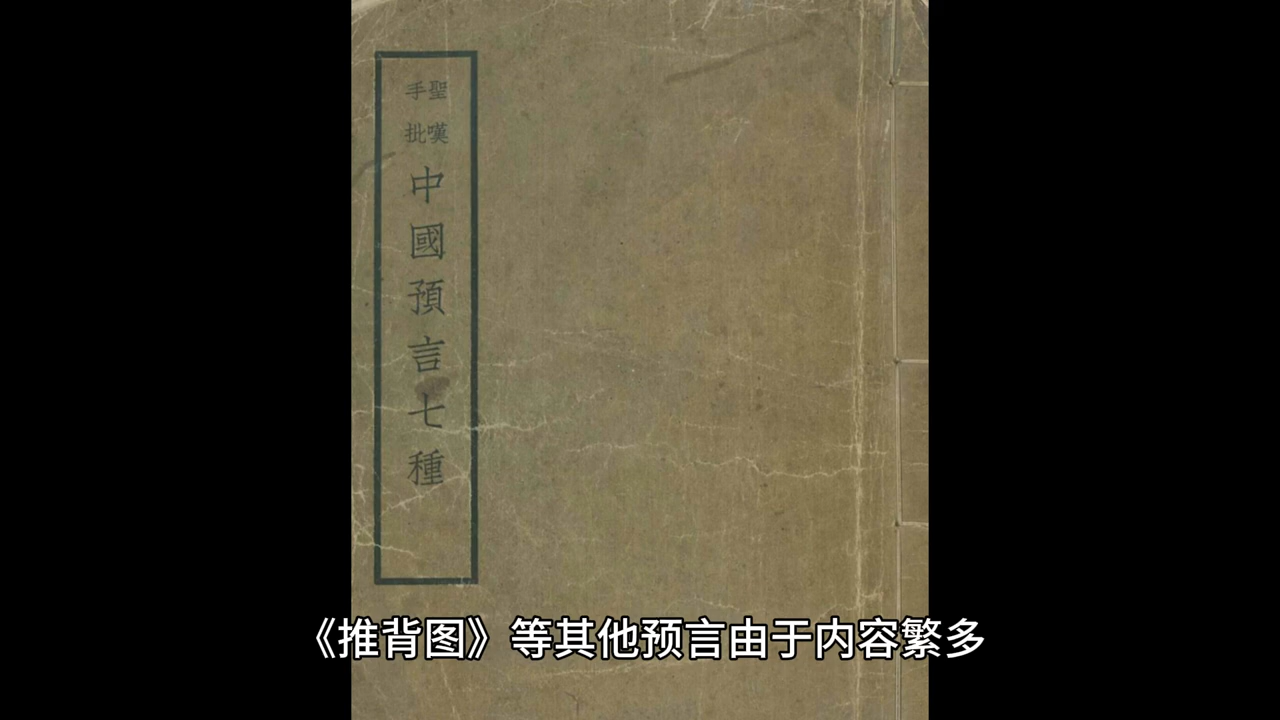 聖嘆
手批
中國預言七種
《推背图》等其他预言由于内容繁多